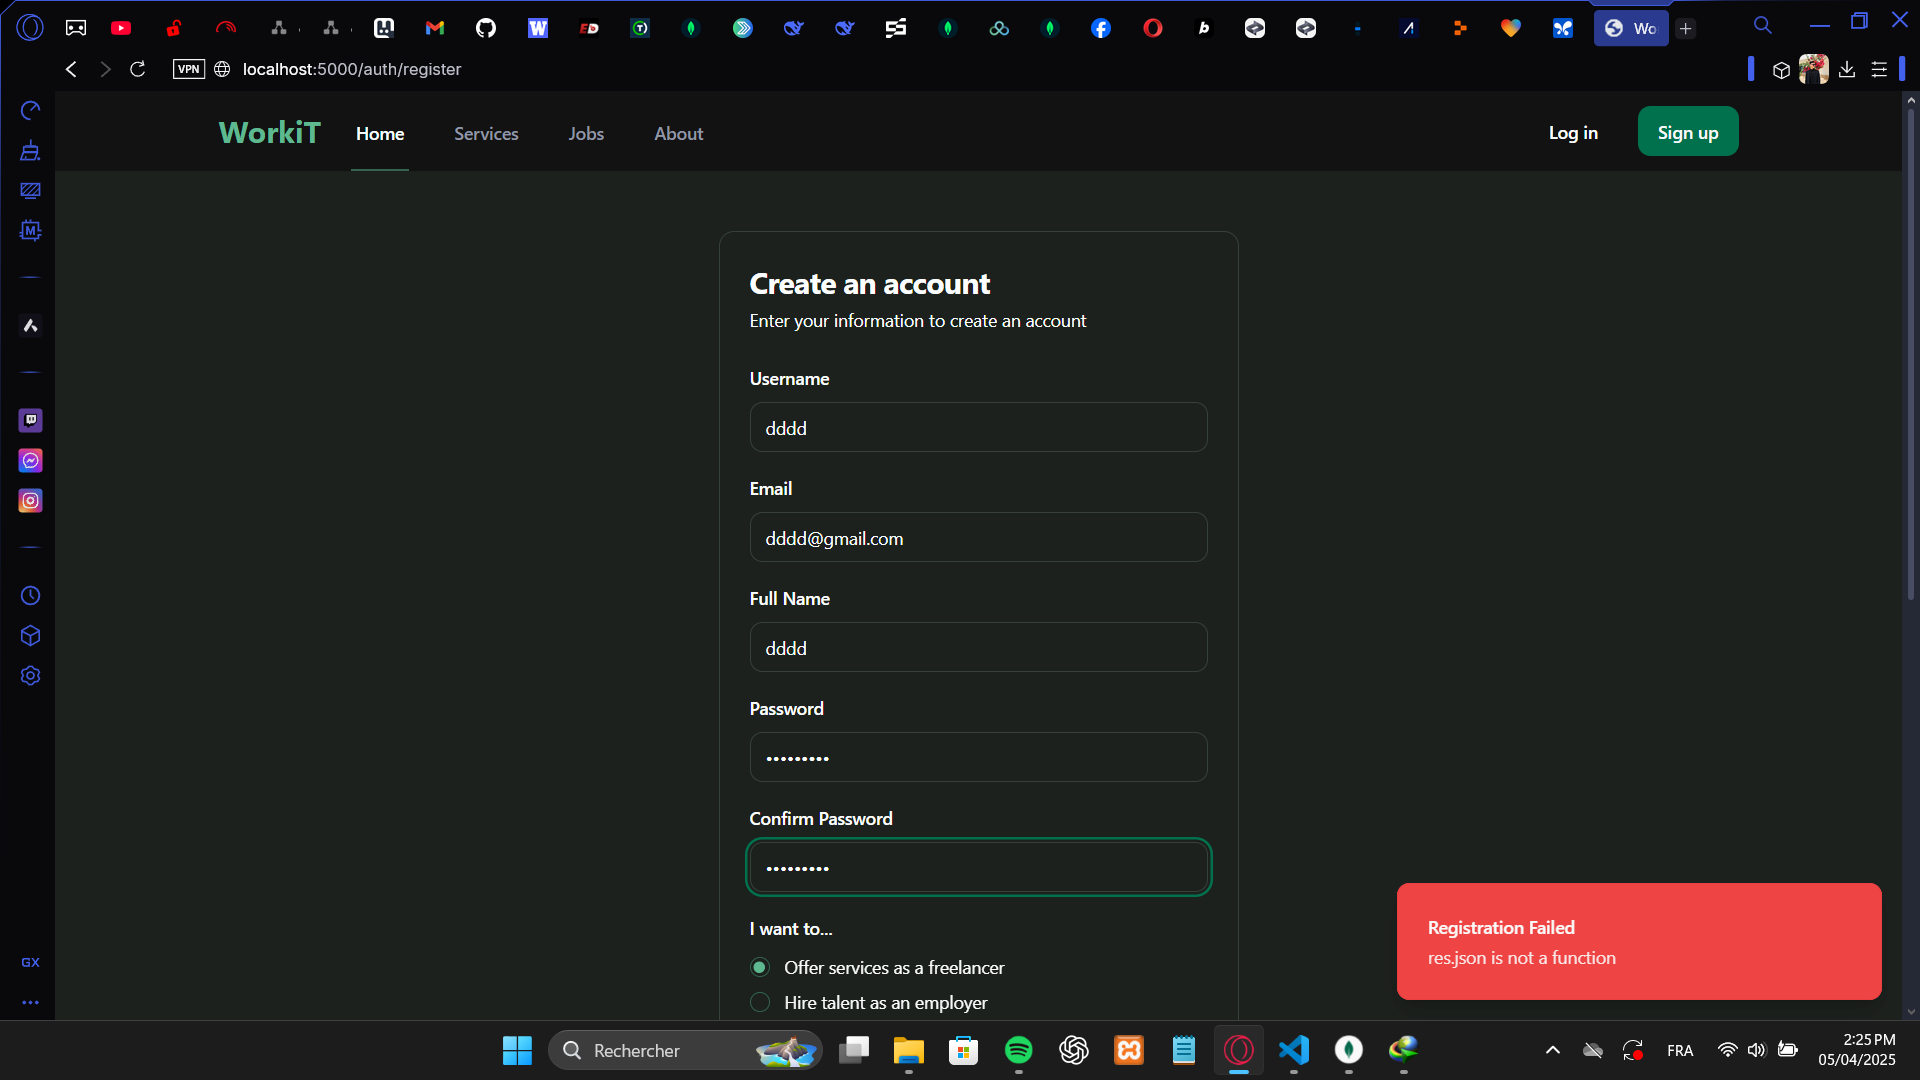 Wo
VPN
localhost:5000/auth/register
WorkiT
Home
Services
Jobs
About
Log in
Sign up
Create an account
Enter your information to create an account
Username
dddd
Email
dddd@gmail.com
Full Name
dddd
Password
•••••••••
Confirm Password
•••••••••
I want to...
Offer services as a freelancer
Hire talent as an employer
Registration Failed
res.json is not a function
GX
Rechercher
FRA
2:25 PM
05/04/2025